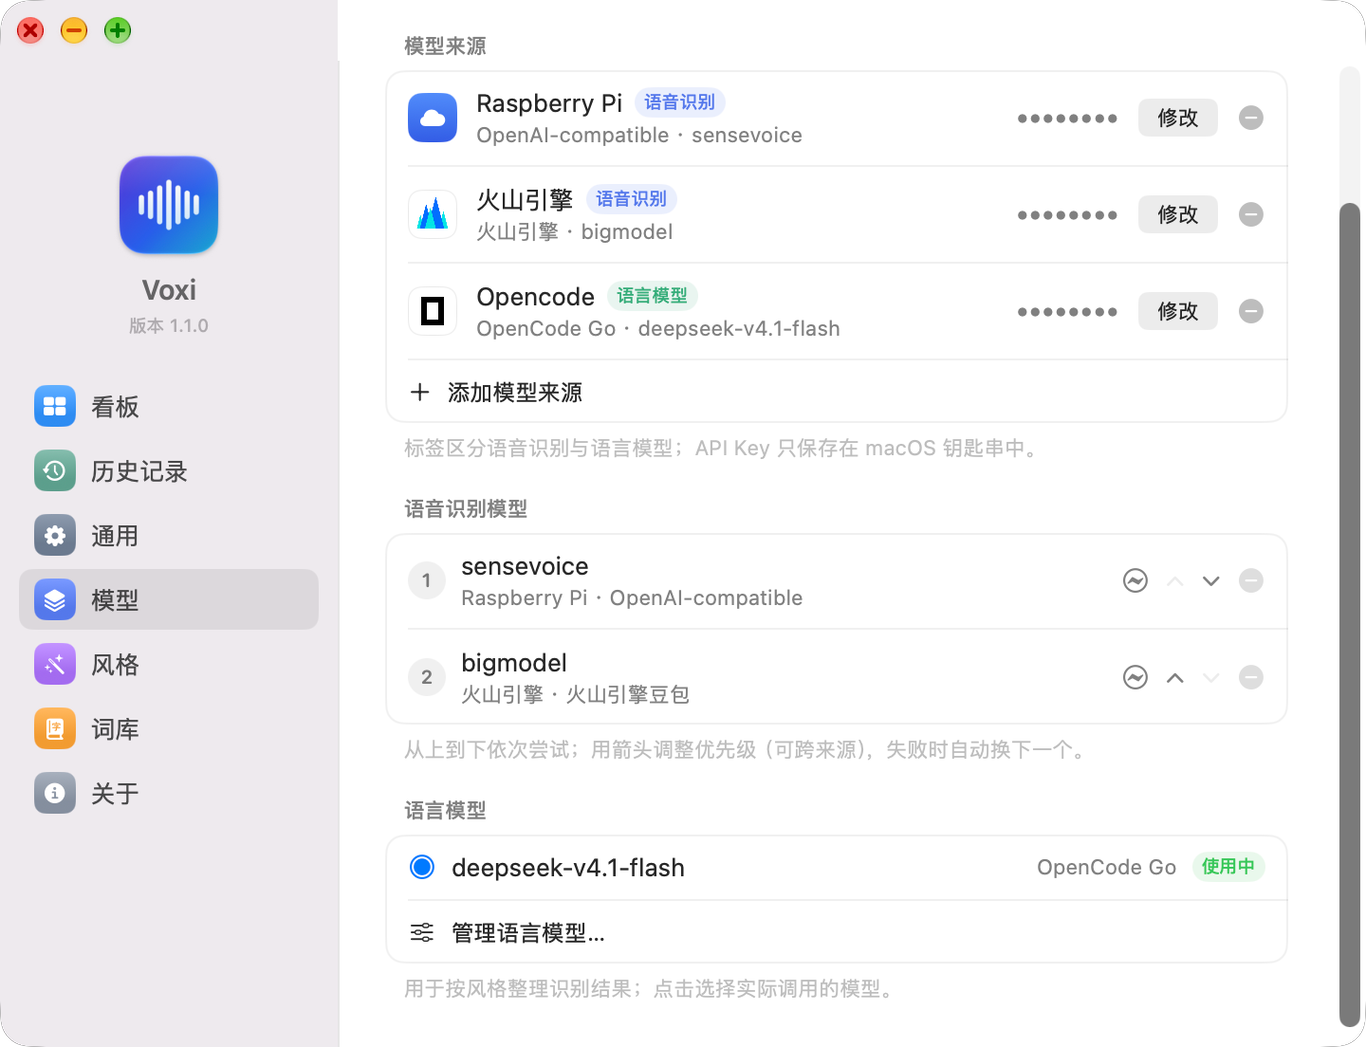 Voxi
版本 1.1.0
看板
历史记录
通用
模型
风格
词库
关于
模型来源
Raspberry Pi 语音识别
OpenAI-compatible · sensevoice
修改
火山引擎 语音识别
火山引擎 · bigmodel
修改
Opencode 语言模型
OpenCode Go · deepseek-v4.1-flash
修改
添加模型来源
标签区分语音识别与语言模型；API Key 只保存在 macOS 钥匙串中。
语音识别模型
1
sensevoice
Raspberry Pi · OpenAI-compatible
2
bigmodel
火山引擎 · 火山引擎豆包
从上到下依次尝试；用箭头调整优先级（可跨来源），失败时自动换下一个。
语言模型
deepseek-v4.1-flash
OpenCode Go 使用中
管理语言模型...
用于按风格整理识别结果；点击选择实际调用的模型。